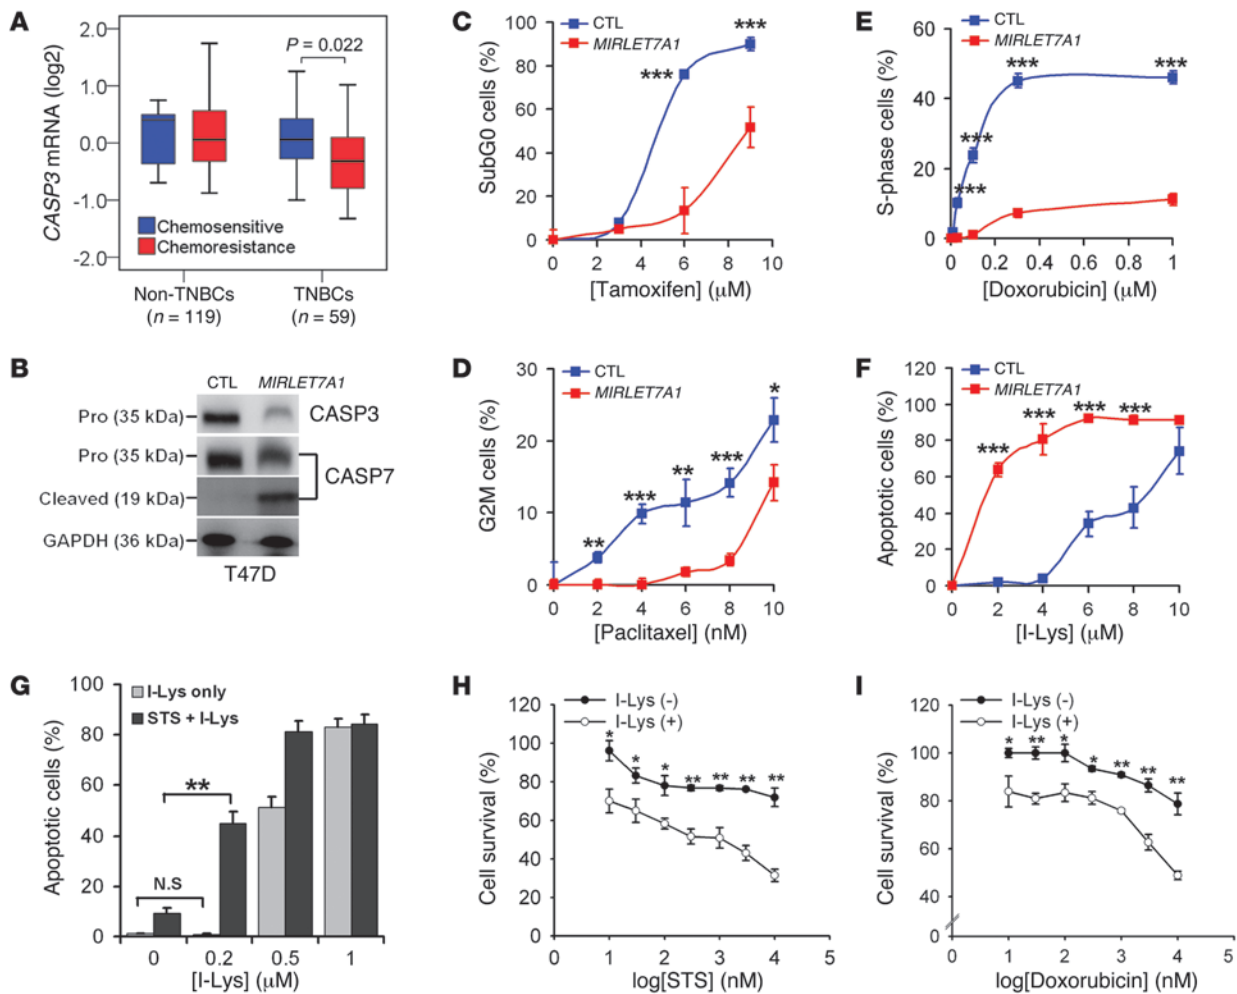 A
CASP3 mRNA (log2)
2.0
1.0
0.0
-1.0
-2.0
P = 0.022
Chemosensitive
Chemoresistance
Non-TNBCs
(n = 119)
TNBCs
(n = 59)
B
CTL MIRLET7A1
Pro (35 kDa)
CASP3
Pro (35 kDa)
CASP7
Cleaved (19 kDa)
GAPDH (36 kDa)
T47D
C
CTL
MIRLET7A1
SubG0 cells (%)
100
80
60
40
20
0
***
***
0 2 4 6 8 10
[Tamoxifen] (μM)
D
CTL
MIRLET7A1
G2M cells (%)
30
20
10
0
**
***
**
***
*
0 2 4 6 8 10
[Paclitaxel] (nM)
E
CTL
MIRLET7A1
S-phase cells (%)
60
40
20
0
***
***
***
***
0 0.2 0.4 0.6 0.8 1
[Doxorubicin] (μM)
F
CTL
MIRLET7A1
Apoptotic cells (%)
120
100
80
60
40
20
0
***
***
***
***
0 2 4 6 8 10
[I-Lys] (μM)
G
I-Lys only
STS + I-Lys
Apoptotic cells (%)
100
80
60
40
20
0
**
N.S
0 0.2 0.5 1
[I-Lys] (μM)
H
I-Lys (-)
I-Lys (+)
Cell survival (%)
120
100
80
60
40
20
0
* * * ** ** ** **
0 1 2 3 4 5
log[STS] (nM)
I
I-Lys (-)
I-Lys (+)
Cell survival (%)
120
100
80
60
40
0
* ** * * ** ** **
0 1 2 3 4 5
log[Doxorubicin] (nM)